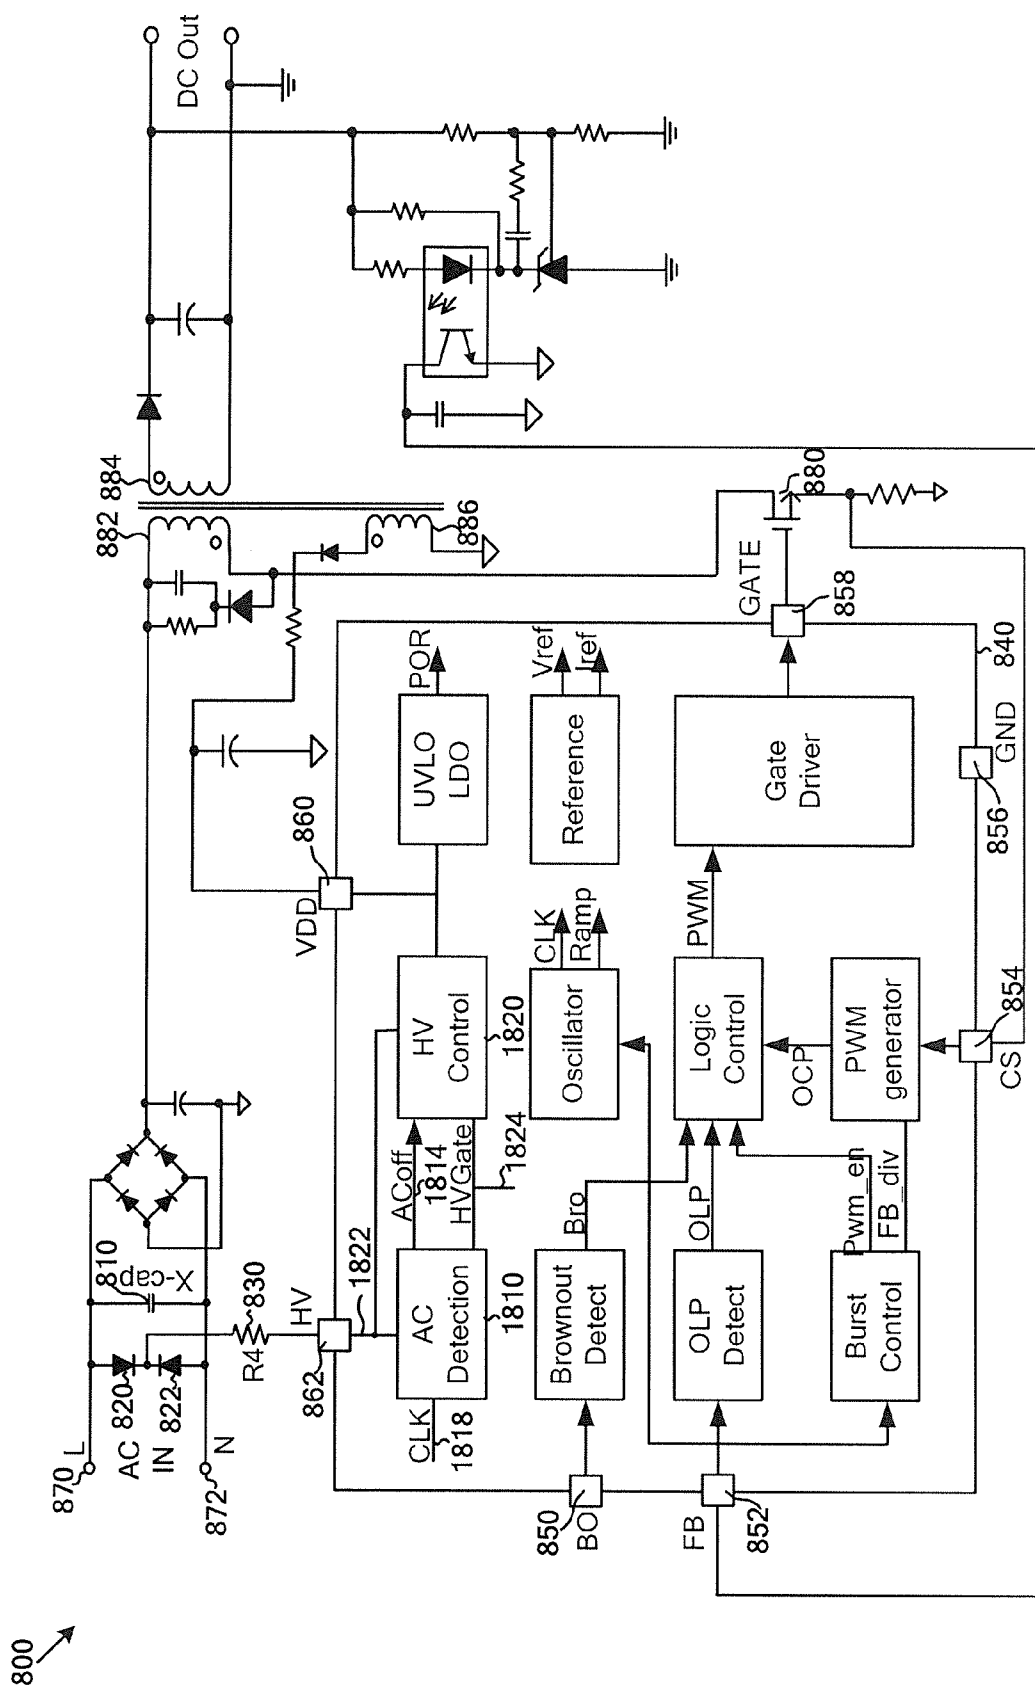 800
870
L
AC
IN
N
872
820
822
810
X-cap
R4
830
HV
862
1822
882
884
886
DC Out
VDD
860
CLK
1818
AC
Detection
1810
ACoff
1814
HVGate
1824
HV
Control
1820
UVLO
LDO
POR
BO
850
Brownout
Detect
Bro
Oscillator
CLK
Ramp
Reference
Vref
Iref
FB
852
OLP
Detect
OLP
Logic
Control
PWM
Gate
Driver
GATE
858
880
Burst
Control
Pwm_en
FB_div
OCP
PWM
generator
CS
854
856
GND
840